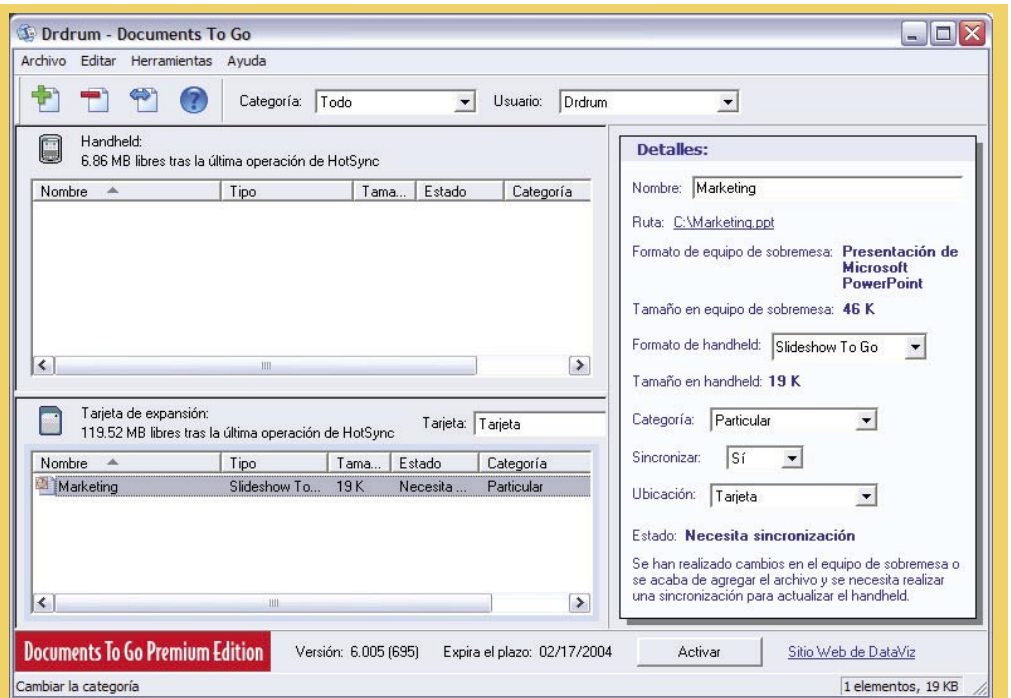 Drdrum - Documents To Go
Archivo Editar Herramientas Ayuda
Categoría: Todo Usuario: Drdrum
Handheld:
6.86 MB libres tras la última operación de HotSync
Nombre Tipo Tama... Estado Categoría
Tarjeta de expansión:
119.52 MB libres tras la última operación de HotSync
Tarjeta: Tarjeta
Nombre Tipo Tama... Estado Categoría
Marketing Slideshow To... 19 K Necesita ... Particular
Detalles:
Nombre: Marketing
Ruta: C:\Marketing.ppt
Formato de equipo de sobremesa: Presentación de
Microsoft
PowerPoint
Tamaño en equipo de sobremesa: 46 K
Formato de handheld: Slideshow To Go
Tamaño en handheld: 19 K
Categoría: Particular
Sincronizar: Sí
Ubicación: Tarjeta
Estado: Necesita sincronización
Se han realizado cambios en el equipo de sobremesa o
se acaba de agregar el archivo y se necesita realizar
una sincronización para actualizar el handheld.
Documents To Go Premium Edition Versión: 6.005 (695) Expira el plazo: 02/17/2004 Activar Sitio Web de DataViz
Cambiar la categoría 1 elementos, 19 KB